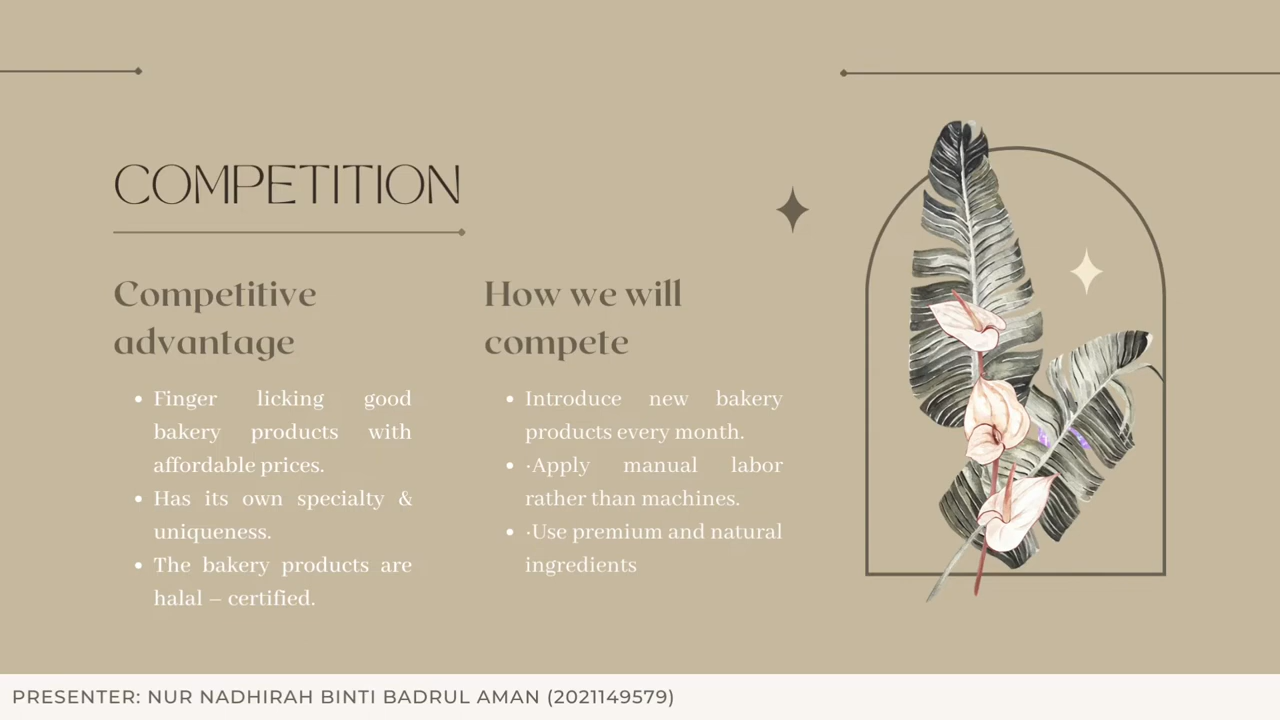 COMPETITION
Competitive
advantage
• Finger licking good
bakery products with
affordable prices.
• Has its own specialty &
uniqueness.
• The bakery products are
halal – certified.
How we will
compete
• Introduce new bakery
products every month.
• ·Apply manual labor
rather than machines.
• ·Use premium and natural
ingredients
PRESENTER: NUR NADHIRAH BINTI BADRUL AMAN (2021149579)